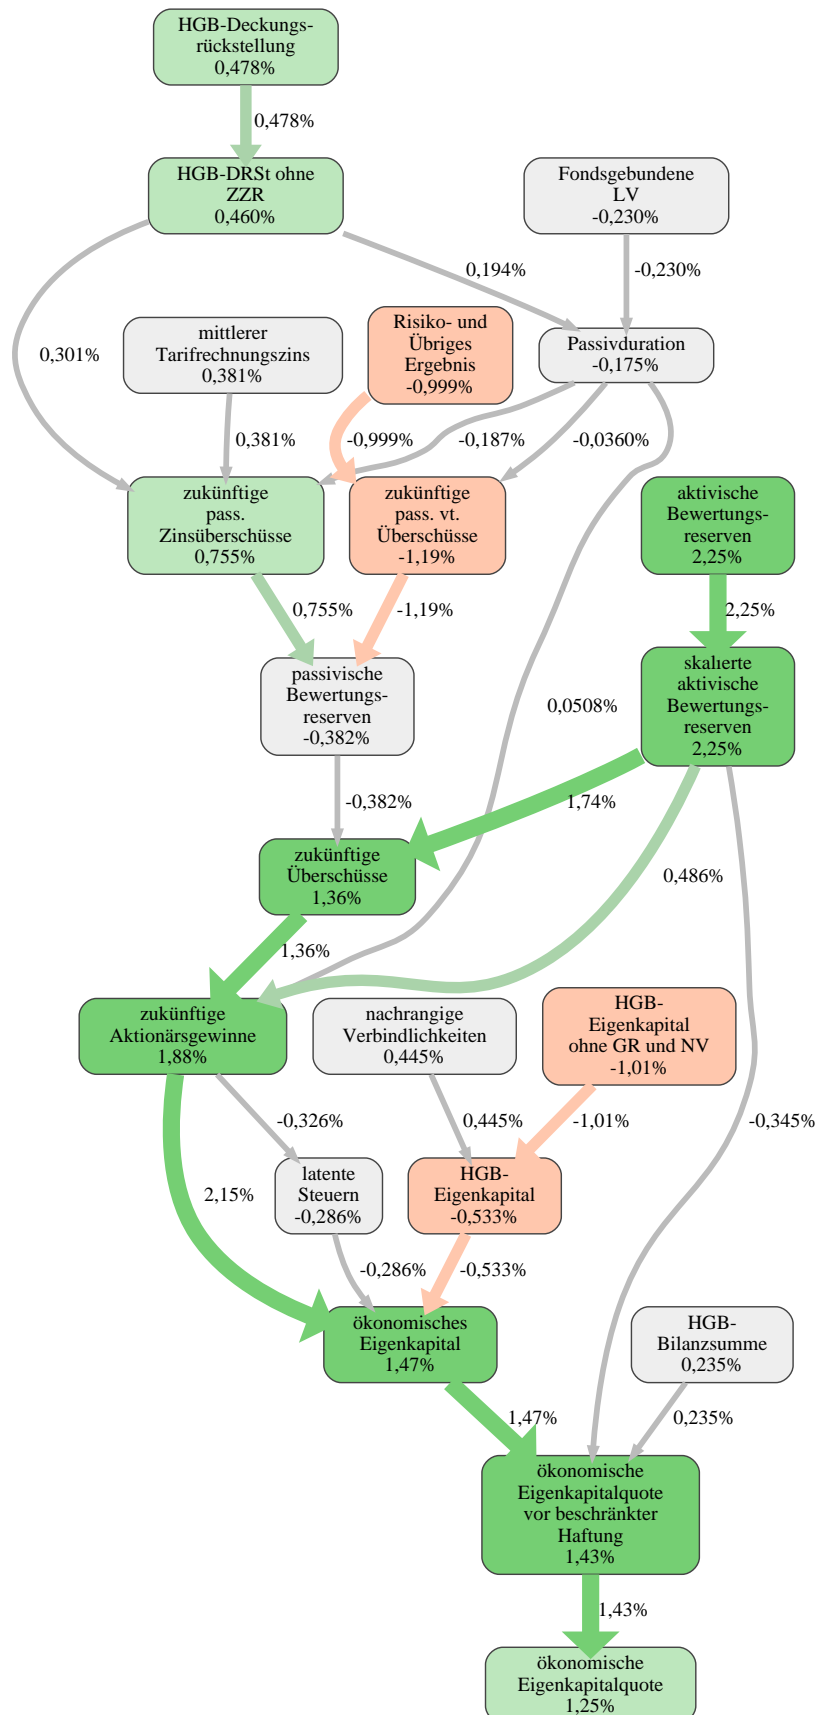 HGB-Deckungs-
rückstellung
0,478%
0,478%
HGB-DRSt ohne
ZZR
0,460%
Fondsgebundene
LV
-0,230%
0,194%
-0,230%
mittlerer
Tarifrechnungszins
0,381%
Risiko- und
Übriges
Ergebnis
-0,999%
Passivduration
-0,175%
0,301%
0,381%
-0,999%
-0,187%
-0,0360%
zukünftige
pass.
Zinsüberschüsse
0,755%
zukünftige
pass. vt.
Überschüsse
-1,19%
aktivische
Bewertungs-
reserven
2,25%
0,755%
-1,19%
2,25%
passivische
Bewertungs-
reserven
-0,382%
skalierte
aktivische
Bewertungs-
reserven
2,25%
0,0508%
-0,382%
1,74%
zukünftige
Überschüsse
1,36%
0,486%
1,36%
zukünftige
Aktionärsgewinne
1,88%
nachrangige
Verbindlichkeiten
0,445%
HGB-
Eigenkapital
ohne GR und NV
-1,01%
-0,326%
0,445%
-1,01%
-0,345%
latente
Steuern
-0,286%
HGB-
Eigenkapital
-0,533%
2,15%
-0,286%
-0,533%
ökonomisches
Eigenkapital
1,47%
HGB-
Bilanzsumme
0,235%
1,47%
0,235%
ökonomische
Eigenkapitalquote
vor beschränkter
Haftung
1,43%
1,43%
ökonomische
Eigenkapitalquote
1,25%